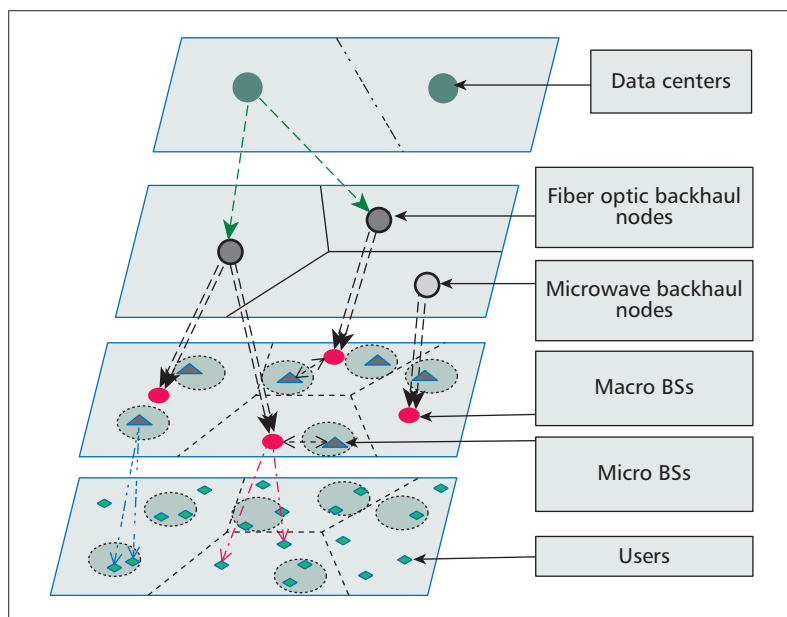 Data centers
Fiber optic backhaul
nodes
Microwave backhaul
nodes
Macro BSs
Micro BSs
Users